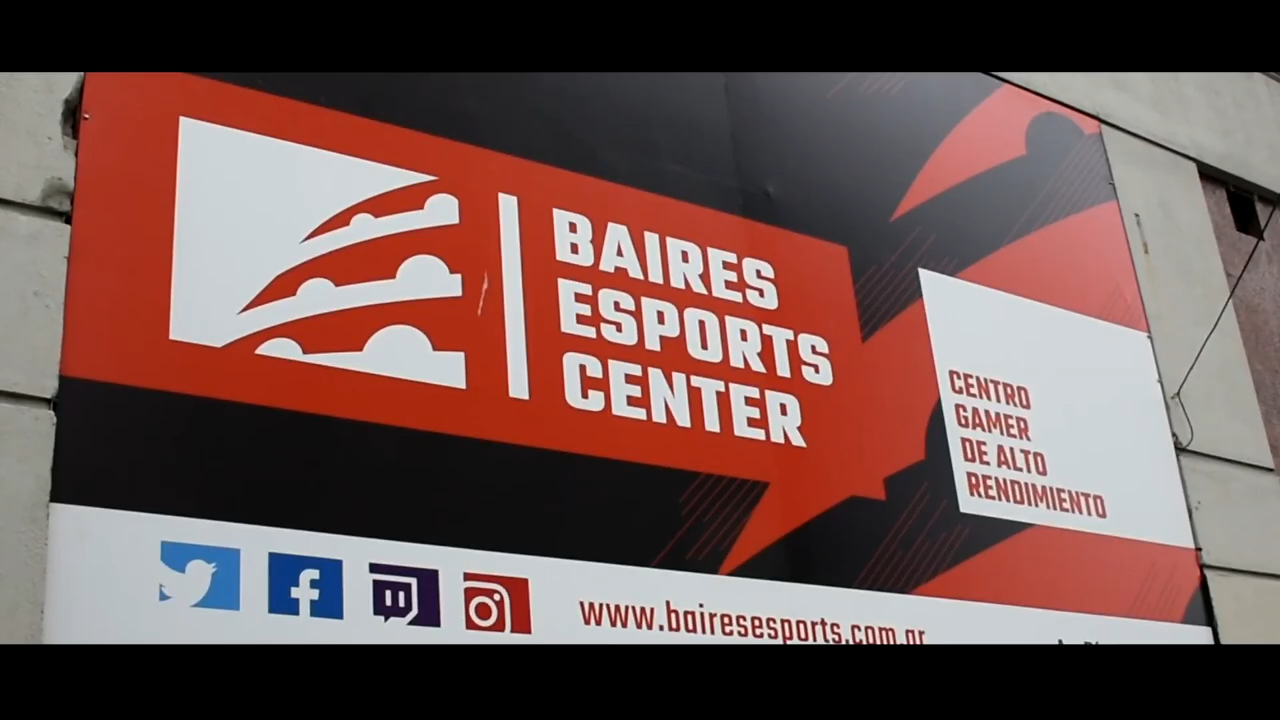 BAIRES
ESPORTS
CENTER
CENTRO
GAMER
DE ALTO
RENDIMIENTO
www.bairesesports.com.ar